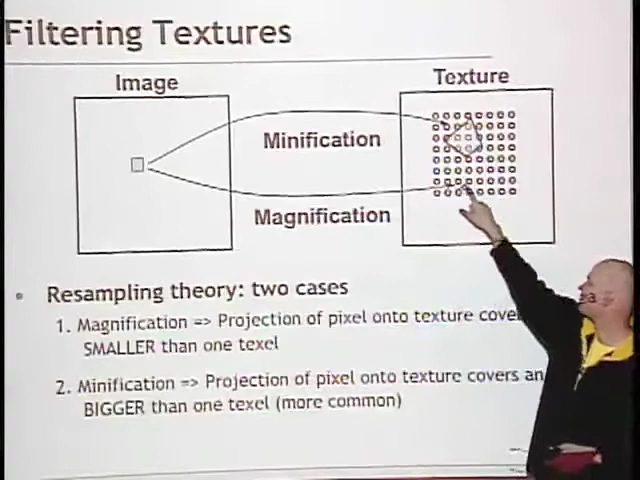 Filtering Textures
Image
Texture
Minification
Magnification
• Resampling theory: two cases
1. Magnification => Projection of pixel onto texture
SMALLER than one texel
2. Minification => Projection of pixel onto texture covers an
BIGGER than one texel (more common)